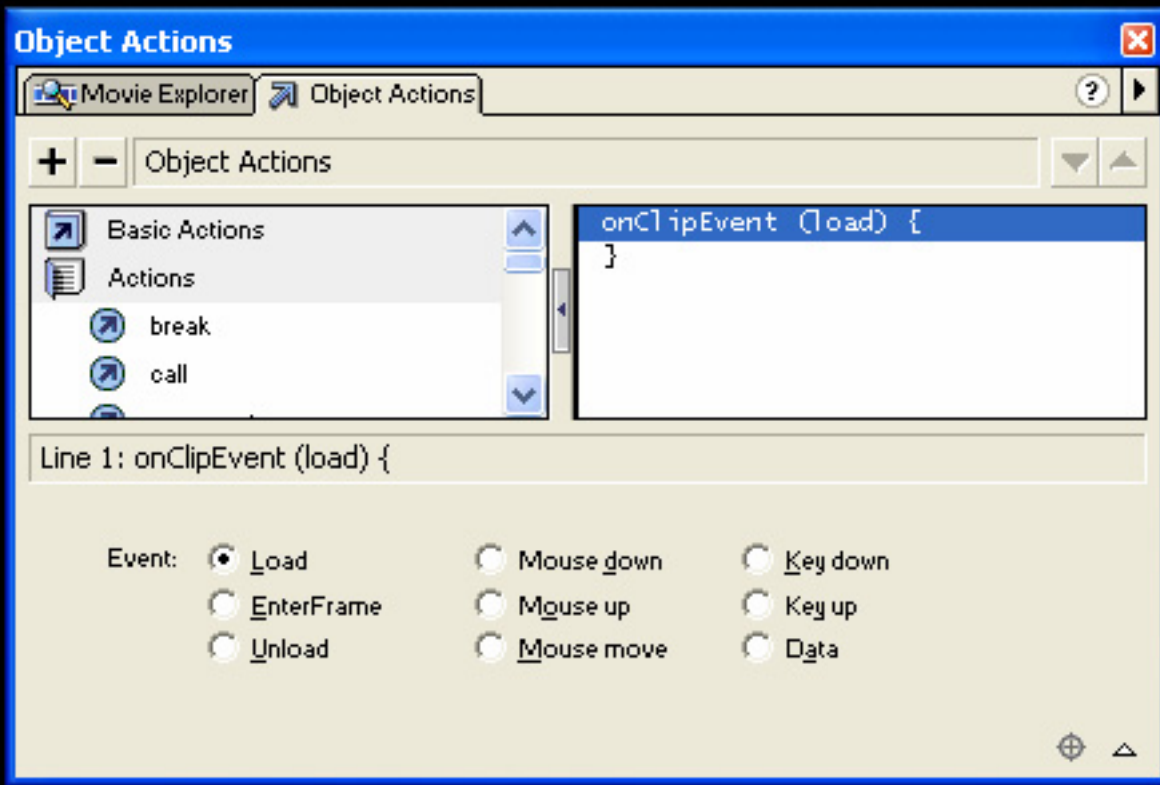 Object Actions
Movie Explorer
Object Actions
?
+ − Object Actions
Basic Actions
Actions
break
call
onClipEvent (load) {
}
Line 1: onClipEvent (load) {
Event:
Load
Mouse down
Key down
EnterFrame
Mouse up
Key up
Unload
Mouse move
Data